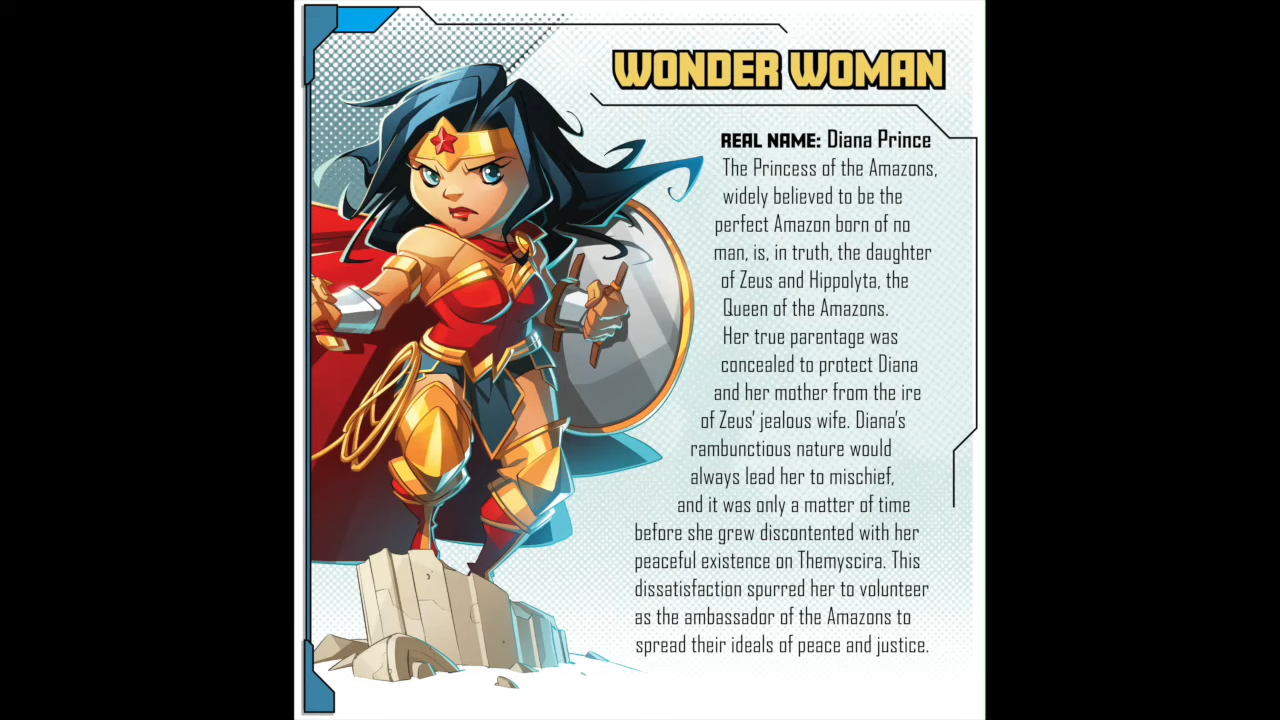 WONDER WOMAN
REAL NAME: Diana Prince
The Princess of the Amazons,
widely believed to be the
perfect Amazon born of no
man, is, in truth, the daughter
of Zeus and Hippolyta, the
Queen of the Amazons.
Her true parentage was
concealed to protect Diana
and her mother from the ire
of Zeus' jealous wife. Diana's
rambunctious nature would
always lead her to mischief,
and it was only a matter of time
before she grew discontented with her
peaceful existence on Themyscira. This
dissatisfaction spurred her to volunteer
as the ambassador of the Amazons to
spread their ideals of peace and justice.